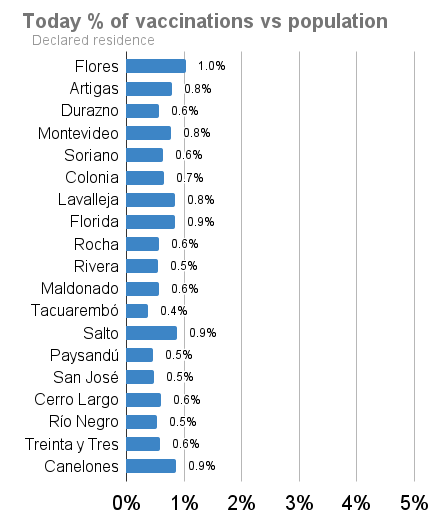 Today % of vaccinations vs population
Declared residence
Flores 1.0%
Artigas 0.8%
Durazno 0.6%
Montevideo 0.8%
Soriano 0.6%
Colonia 0.7%
Lavalleja 0.8%
Florida 0.9%
Rocha 0.6%
Rivera 0.5%
Maldonado 0.6%
Tacuarembó 0.4%
Salto 0.9%
Paysandú 0.5%
San José 0.5%
Cerro Largo 0.6%
Río Negro 0.5%
Treinta y Tres 0.6%
Canelones 0.9%
0% 1% 2% 3% 4% 5%